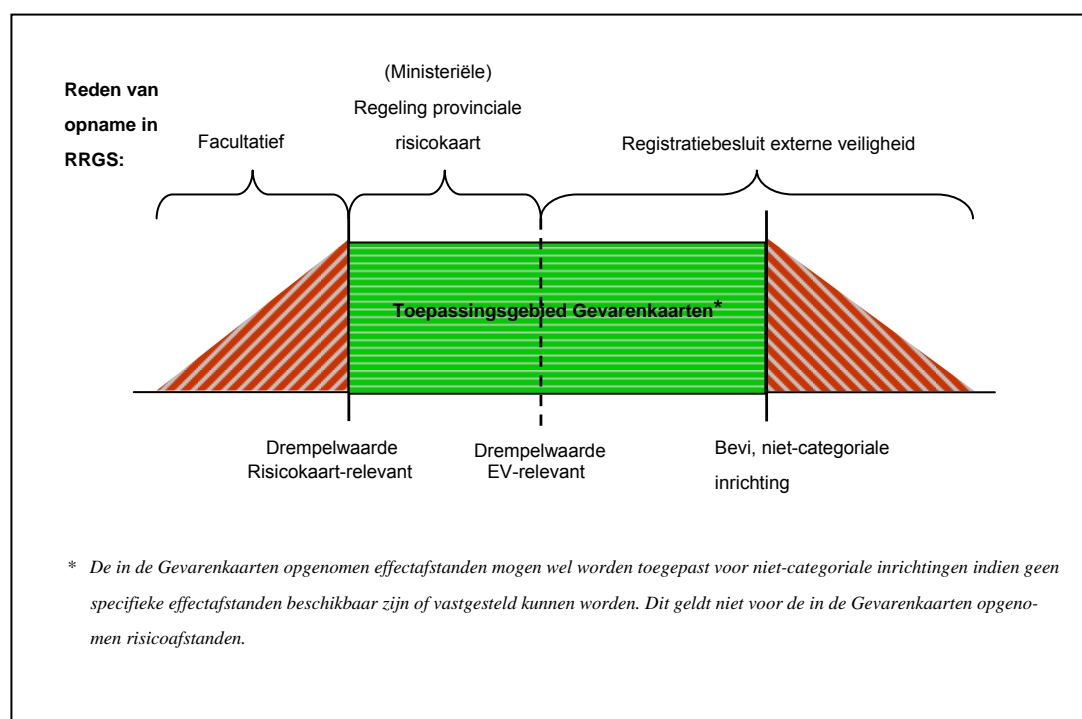 Reden van
opname in
RRGS:
Facultatief
(Ministeriële)
Regeling provinciale
risicokaart
Registratiebesluit externe veiligheid
Toepassingsgebied Gevarenkaarten*
Drempelwaarde
Risicokaart-relevant
Drempelwaarde
EV-relevant
Bevi, niet-categoriale
inrichting
* De in de Gevarenkaarten opgenomen effectafstanden mogen wel worden toegepast voor niet-categoriale inrichtingen indien geen
specifieke effectafstanden beschikbaar zijn of vastgesteld kunnen worden. Dit geldt niet voor de in de Gevarenkaarten opgeno-
men risicoafstanden.